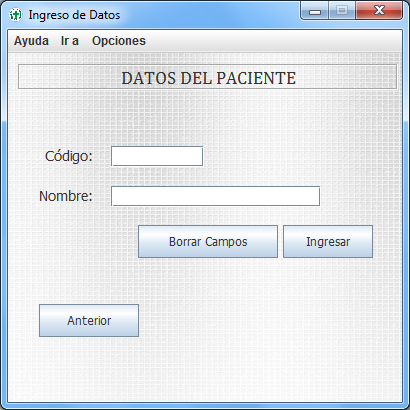 Ingreso de Datos
Ayuda Ir a Opciones
DATOS DEL PACIENTE
Código:
Nombre:
Borrar Campos Ingresar
Anterior